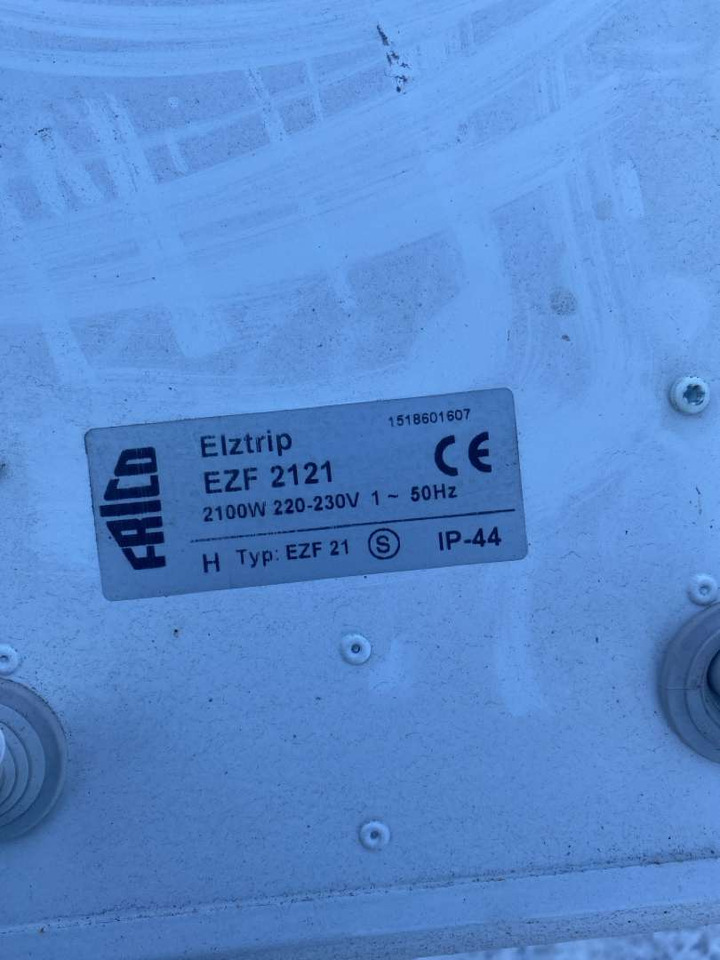 FRICO
Elztrip
1518601607
EZF 2121
CE
2100W 220-230V 1 ~ 50Hz
H Typ: EZF 21 S IP-44